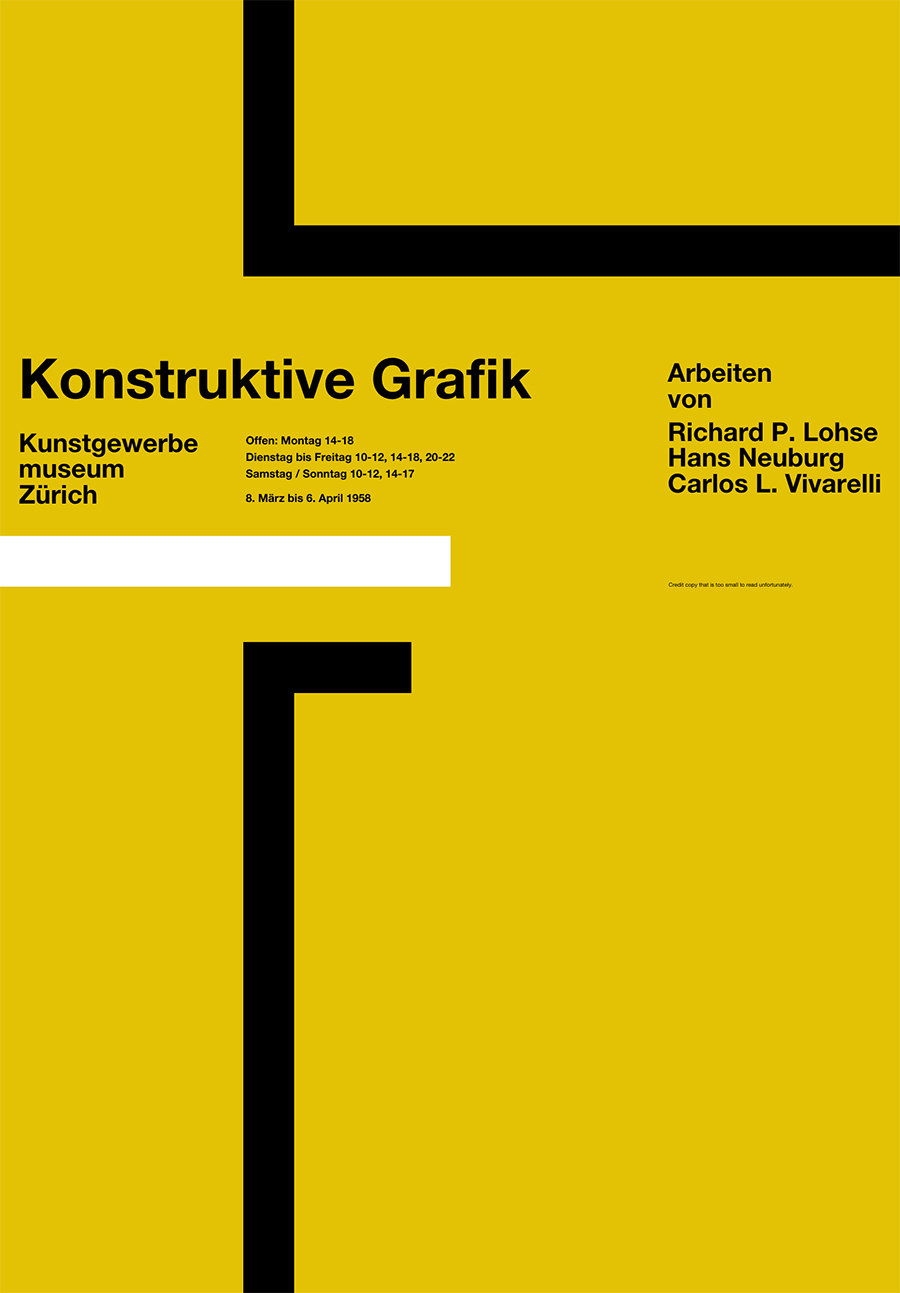 Konstruktive Grafik
Kunstgewerbe
museum
Zürich
Offen: Montag 14-18
Dienstag bis Freitag 10-12, 14-18, 20-22
Samstag / Sonntag 10-12, 14-17
8. März bis 6. April 1958
Arbeiten
von
Richard P. Lohse
Hans Neuburg
Carlos L. Vivarelli
Credit copy that is too small to read unfortunately.